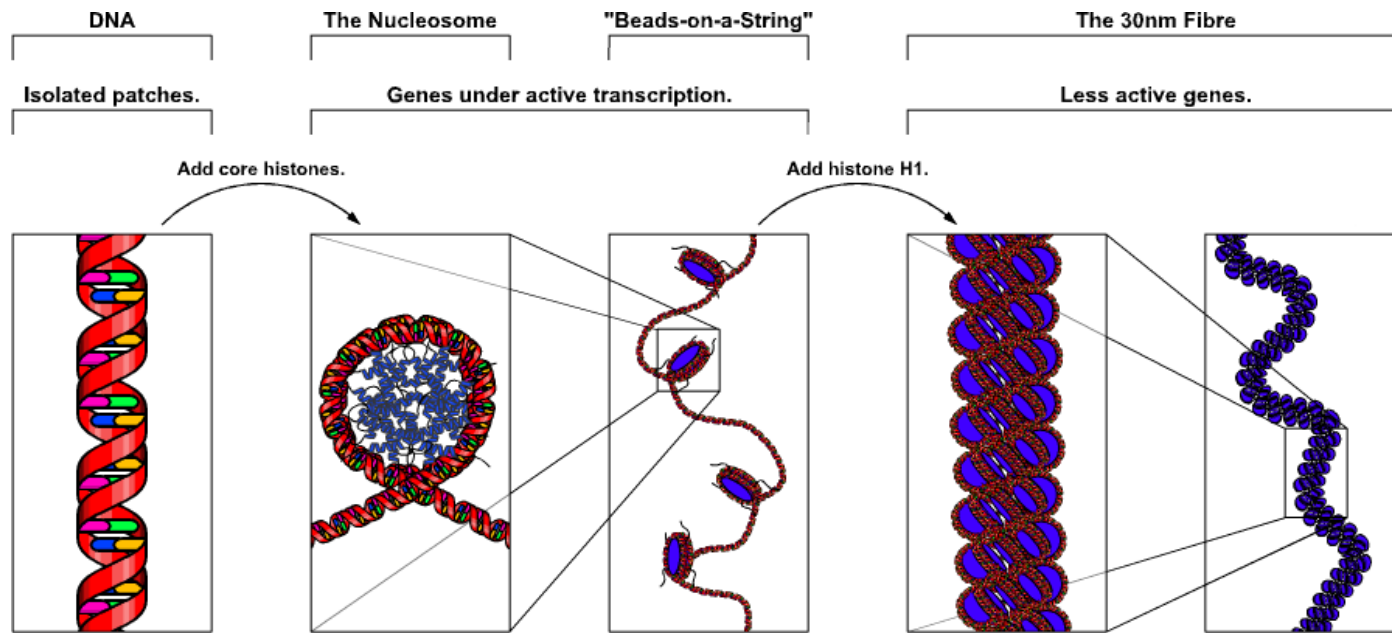 DNA
The Nucleosome
"Beads-on-a-String"
The 30nm Fibre
Isolated patches.
Genes under active transcription.
Less active genes.
Add core histones.
Add histone H1.